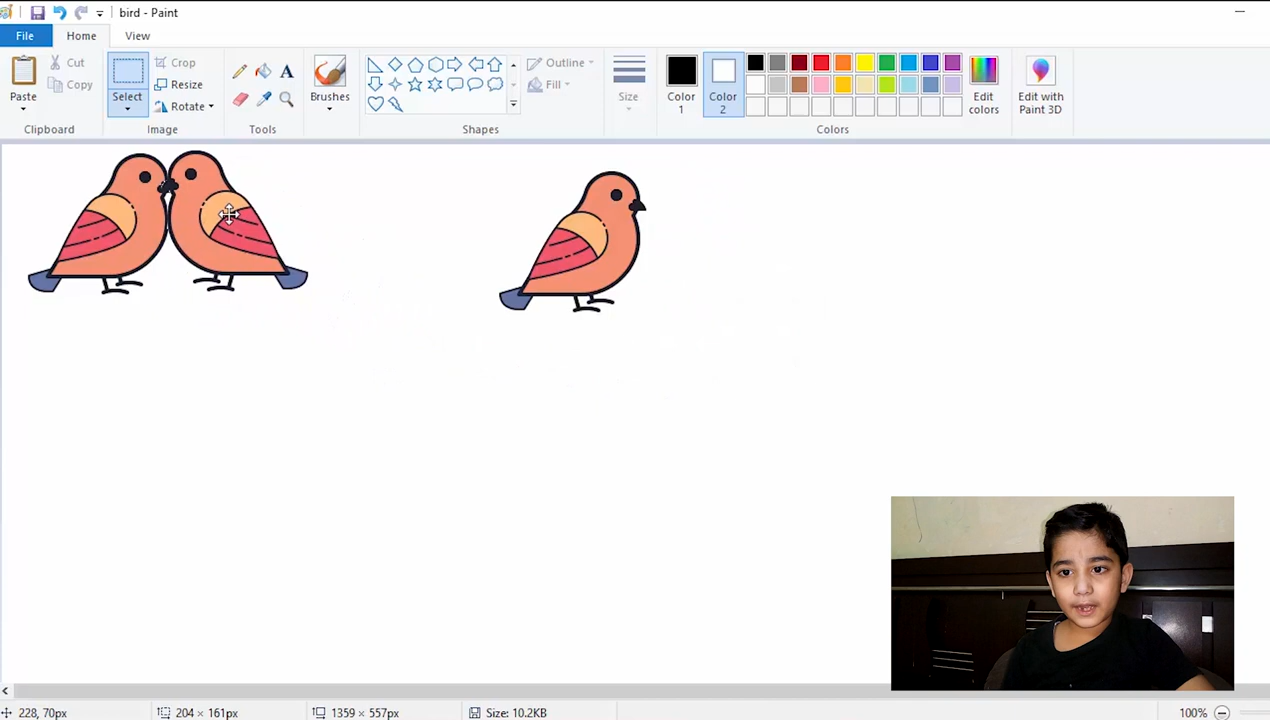 bird - Paint
File Home View
Paste
Cut
Copy
Clipboard
Select
Crop
Resize
Rotate
Image
A
Tools
Brushes
Shapes
Outline
Fill
Size
Color 1
Color 2
Edit colors
Colors
Edit with Paint 3D
228, 70px 204 × 161px 1359 × 557px Size: 10.2KB 100%